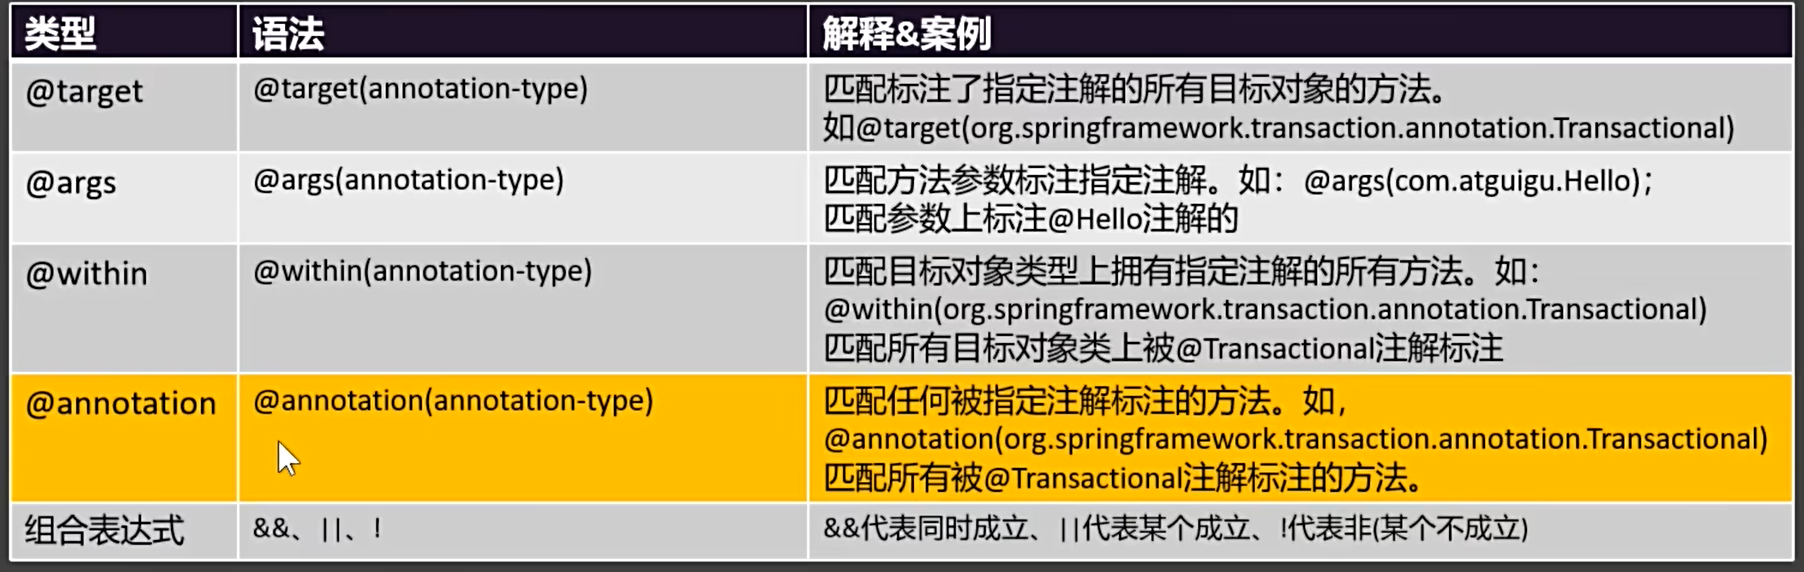 类型 语法 解释&案例
@target @target(annotation-type) 匹配标注了指定注解的所有目标对象的方法。
如@target(org.springframework.transaction.annotation.Transactional)
@args @args(annotation-type) 匹配方法参数标注指定注解。如：@args(com.atguigu.Hello)；
匹配参数上标注@Hello注解的
@within @within(annotation-type) 匹配目标对象类型上拥有指定注解的所有方法。如：
@within(org.springframework.transaction.annotation.Transactional)
匹配所有目标对象类上被@Transactional注解标注
@annotation @annotation(annotation-type) 匹配任何被指定注解标注的方法。如，
@annotation(org.springframework.transaction.annotation.Transactional)
匹配所有被@Transactional注解标注的方法。
组合表达式 &&、||、! &&代表同时成立、||代表某个成立、!代表非(某个不成立)